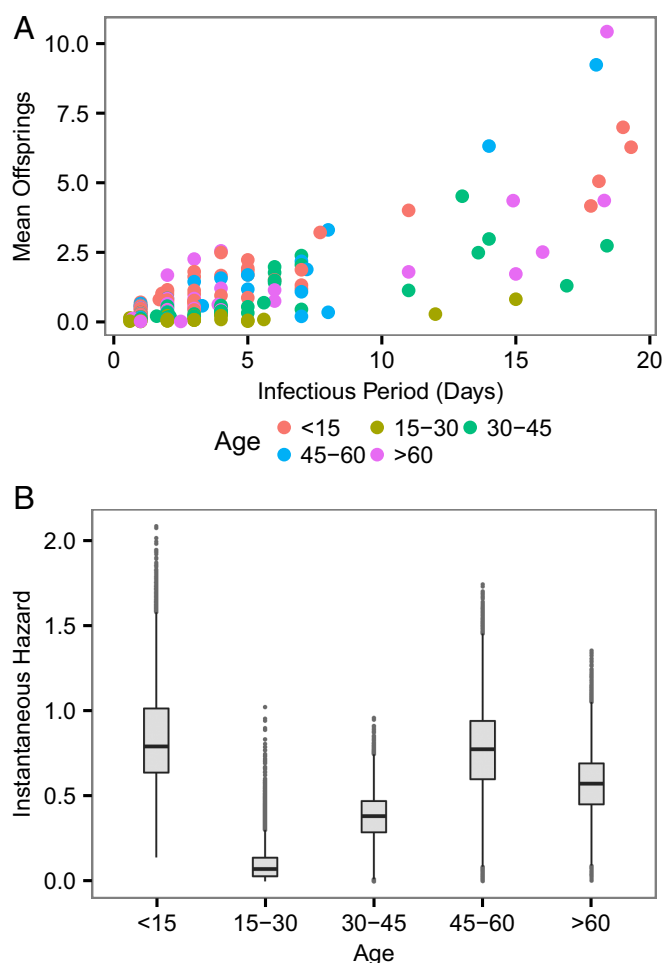 A
Mean Offsprings
10.0
7.5
5.0
2.5
0.0
0 5 10 15 20
Infectious Period (Days)
Age <15 15−30 30−45
45−60 >60
B
Instantaneous Hazard
2.0
1.5
1.0
0.5
0.0
<15 15−30 30−45 45−60 >60
Age